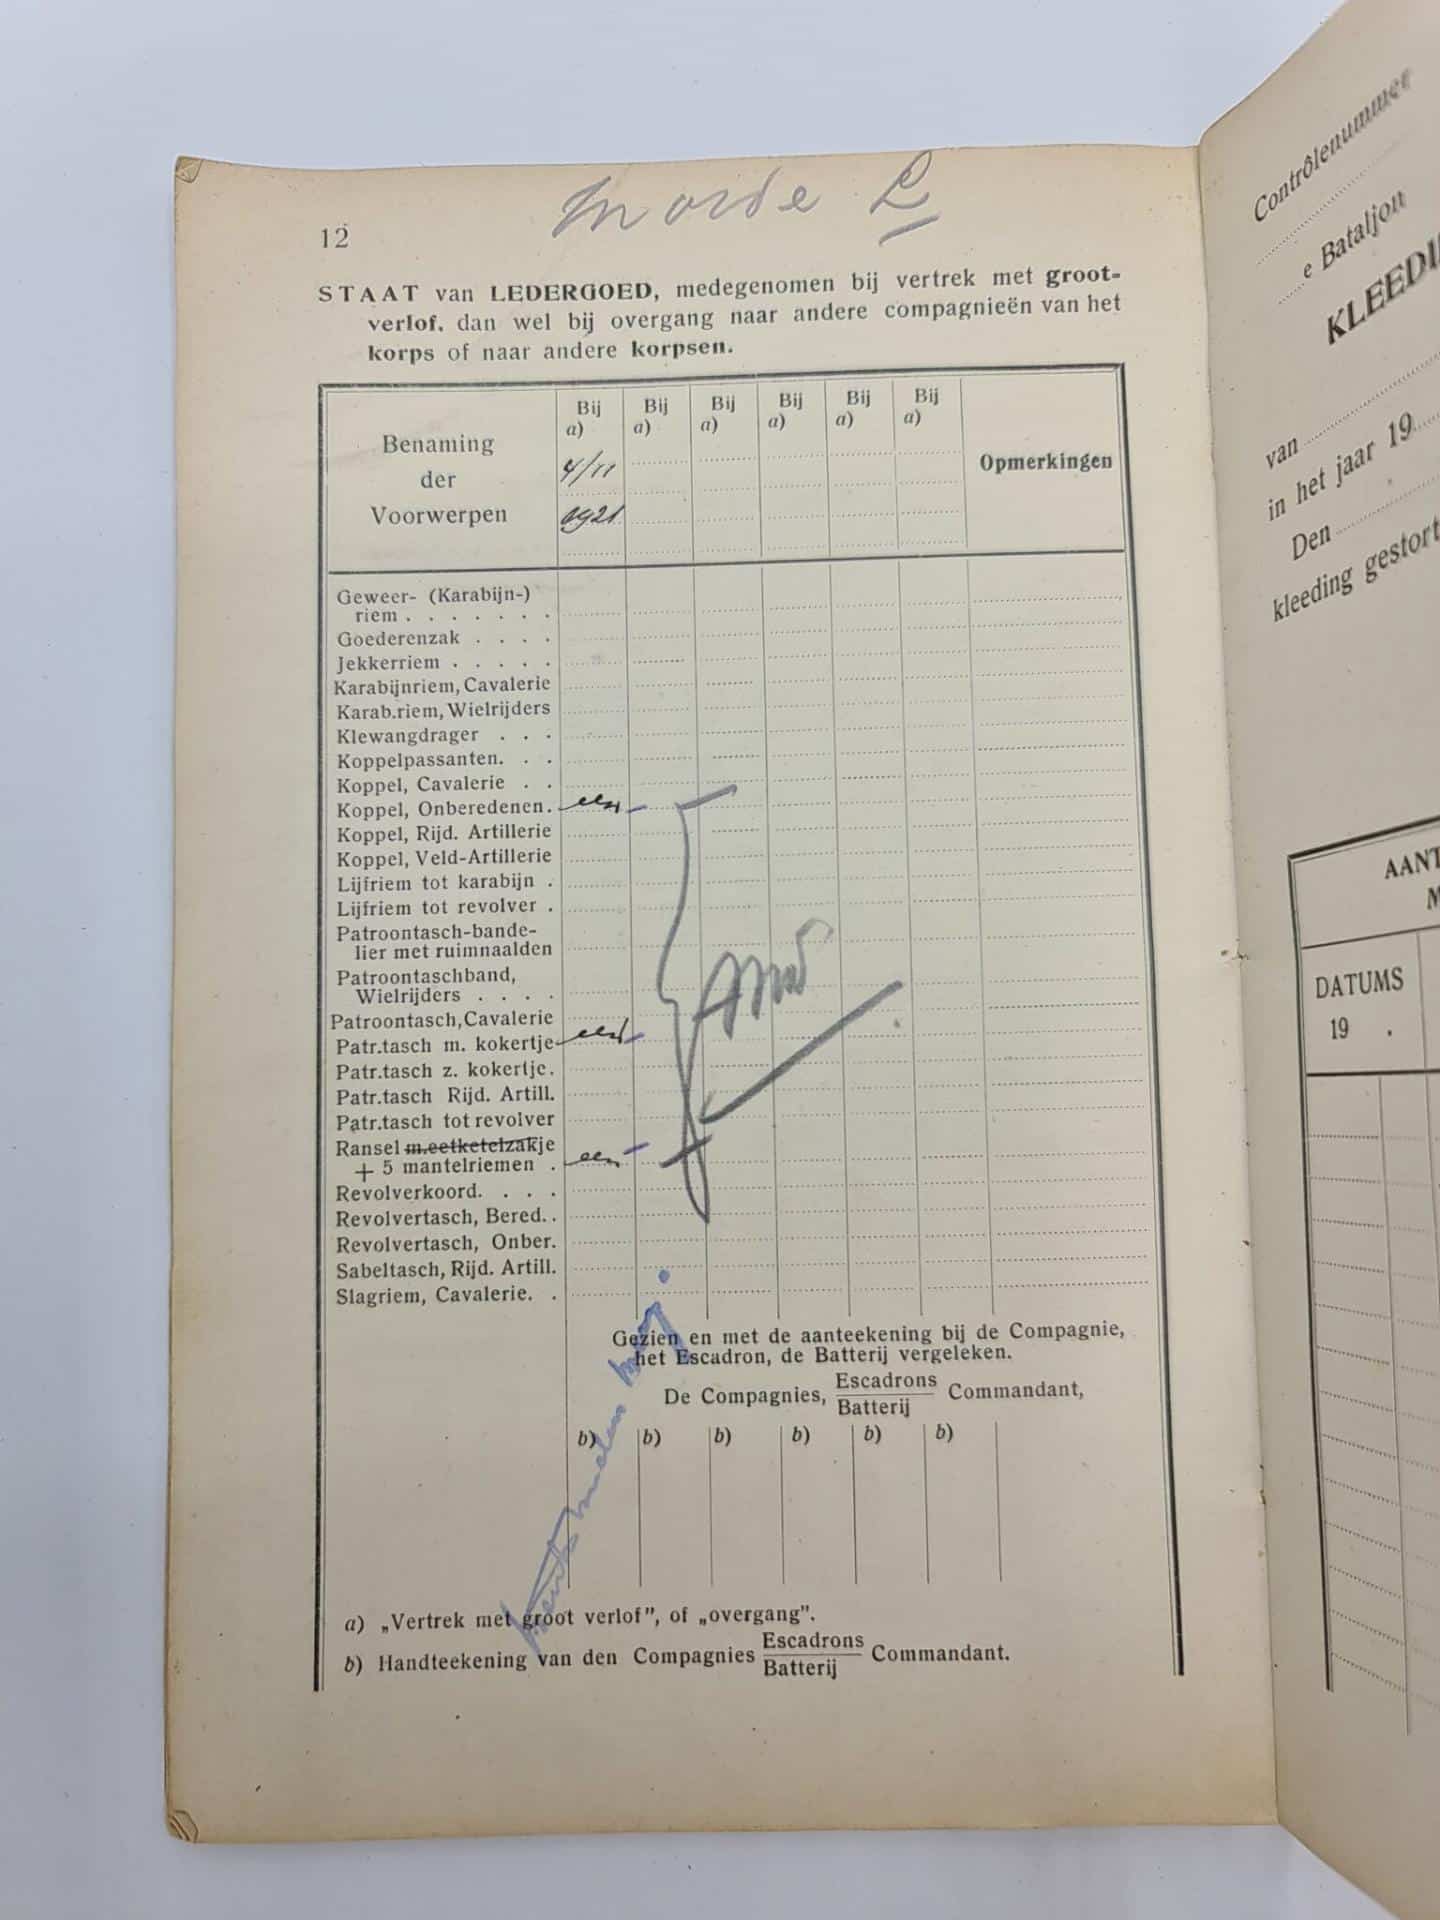 12
STAAT van LEDERGOED, medegenomen bij vertrek met groot-
verlof, dan wel bij overgang naar andere compagnieën van het
korps of naar andere korpsen.
Benaming
der
Voorwerpen
Bij Bij Bij Bij Bij Bij
a) a) a) a) a) a)
4/11
Opmerkingen
Geweer- (Karabijn-)
riem . . . . . . .
Goederenzak . . . .
Jekkerriem . . . . .
Karabijnriem, Cavalerie
Karab.riem, Wielrijders
Klewangdrager . . .
Koppelpassanten. . .
Koppel, Cavalerie . .
Koppel, Onberedenen. een
Koppel, Rijd. Artillerie
Koppel, Veld-Artillerie
Lijfriem tot karabijn .
Lijfriem tot revolver .
Patroontasch-bande-
lier met ruimnaalden
Patroontaschband,
Wielrijders . . . .
Patroontasch, Cavalerie
Patr.tasch m. kokertje een
Patr.tasch z. kokertje.
Patr.tasch Rijd. Artill.
Patr.tasch tot revolver
Ransel m.eetketelzakje
+ 5 mantelriemen . een
Revolverkoord. . . .
Revolvertasch, Bered. .
Revolvertasch, Onber.
Sabeltasch, Rijd. Artill.
Slagriem, Cavalerie. .
Gezien en met de aanteekening bij de Compagnie,
het Escadron, de Batterij vergeleken.
De Compagnies, Escadrons Commandant,
Batterij
b) b) b) b) b) b)
a) „Vertrek met groot verlof”, of „overgang”.
b) Handteekening van den Compagnies Escadrons Commandant.
Batterij
Contrôlenummer
e Bataljon
van
in het jaar 19
Den
kleeding gestort
DATUMS
19 .